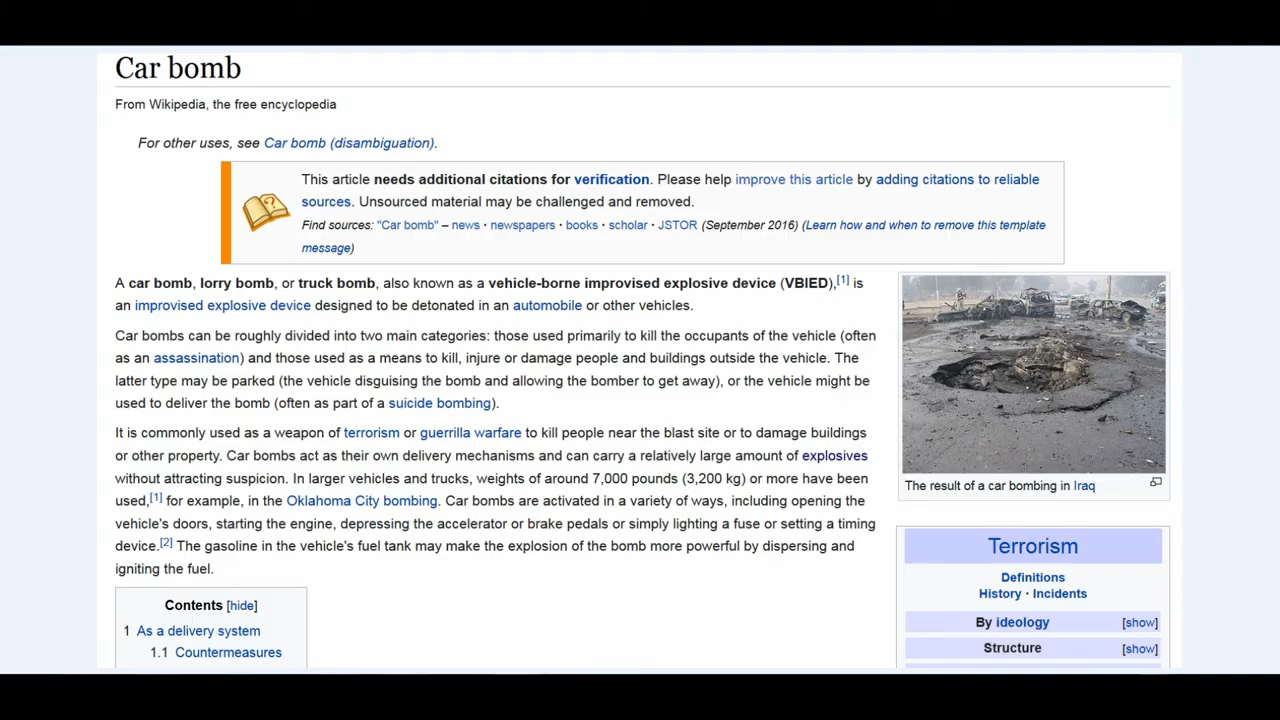 Car bomb
From Wikipedia, the free encyclopedia
For other uses, see Car bomb (disambiguation).
This article needs additional citations for verification. Please help improve this article by adding citations to reliable
sources. Unsourced material may be challenged and removed.
Find sources: "Car bomb" – news · newspapers · books · scholar · JSTOR (September 2016) (Learn how and when to remove this template
message)
A car bomb, lorry bomb, or truck bomb, also known as a vehicle-borne improvised explosive device (VBIED),[1] is
an improvised explosive device designed to be detonated in an automobile or other vehicles.
Car bombs can be roughly divided into two main categories: those used primarily to kill the occupants of the vehicle (often
as an assassination) and those used as a means to kill, injure or damage people and buildings outside the vehicle. The
latter type may be parked (the vehicle disguising the bomb and allowing the bomber to get away), or the vehicle might be
used to deliver the bomb (often as part of a suicide bombing).
It is commonly used as a weapon of terrorism or guerrilla warfare to kill people near the blast site or to damage buildings
or other property. Car bombs act as their own delivery mechanisms and can carry a relatively large amount of explosives
without attracting suspicion. In larger vehicles and trucks, weights of around 7,000 pounds (3,200 kg) or more have been
used,[1] for example, in the Oklahoma City bombing. Car bombs are activated in a variety of ways, including opening the
vehicle's doors, starting the engine, depressing the accelerator or brake pedals or simply lighting a fuse or setting a timing
device.[2] The gasoline in the vehicle's fuel tank may make the explosion of the bomb more powerful by dispersing and
igniting the fuel.
Contents [hide]
1 As a delivery system
1.1 Countermeasures
The result of a car bombing in Iraq
Terrorism
Definitions
History · Incidents
By ideology [show]
Structure [show]